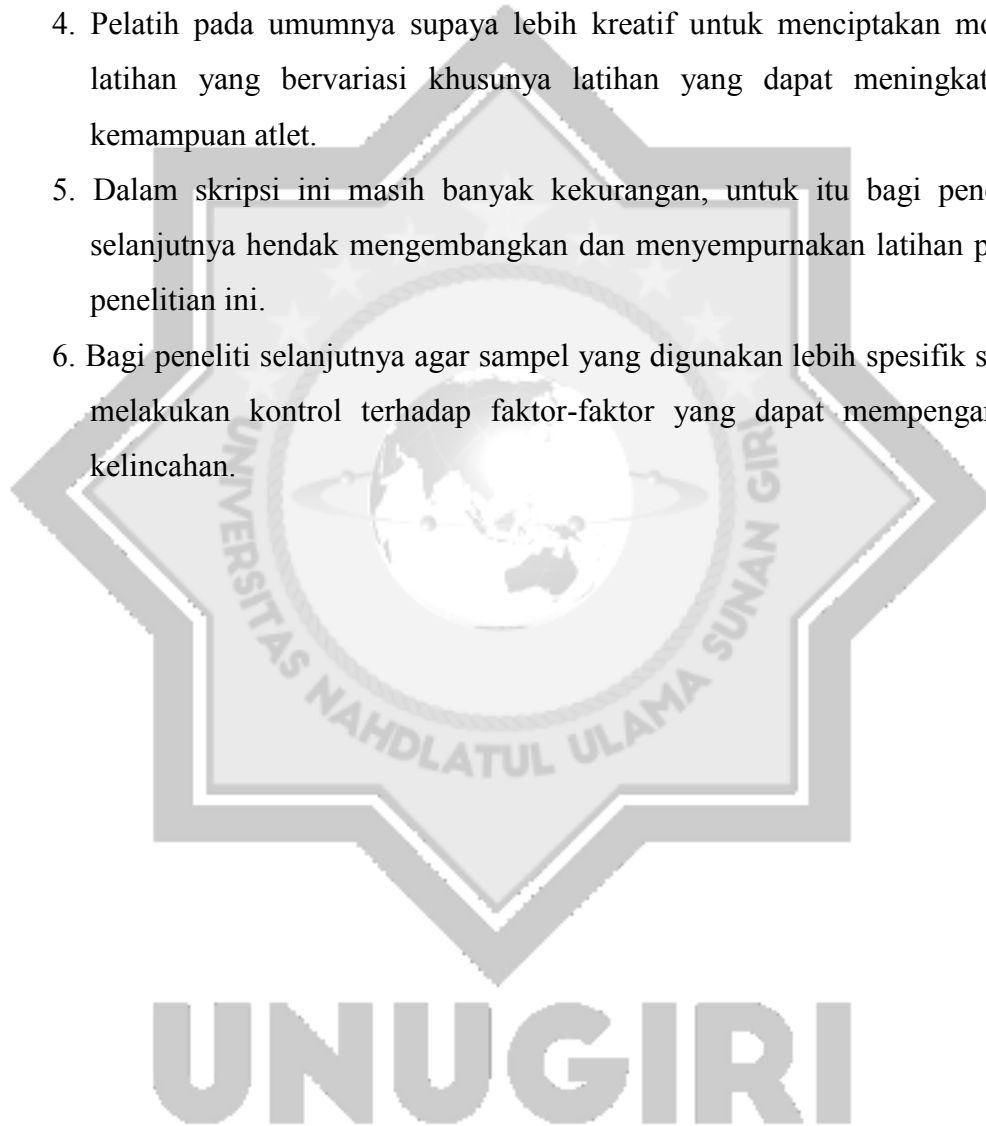 4. Pelatih pada umumnya supaya lebih kreatif untuk menciptakan
latihan yang bervariasi khusunya latihan yang dapat
kemampuan atlet.
5. Dalam skripsi ini masih banyak kekurangan, untuk itu bagi
selanjutnya hendak mengembangkan dan menyempurnakan latihan
penelitian ini.
6. Bagi peneliti selanjutnya agar sampel yang digunakan lebih spesifik
melakukan kontrol terhadap faktor-faktor yang dapat
kelincahan.
UNIVERSITAS NAHDLATUL ULAMA SUNAN GIRI
UNUGIRI